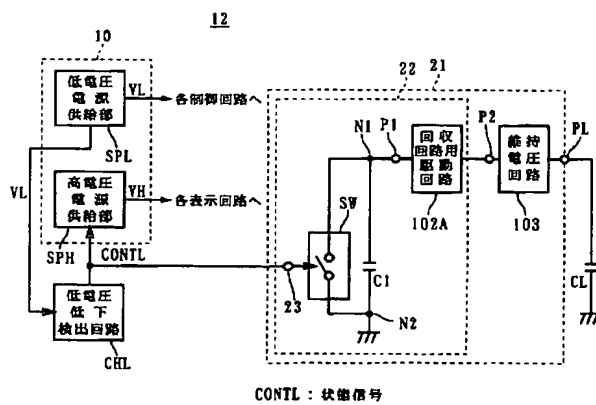 12
10
低電圧
電源
供給部
VL
各制御回路へ
SPL
VL
高電圧
電源
供給部
VH
各表示回路へ
SPH
CONTL
低電圧
低下
検出回路
CHL
22
21
N1
P1
回収
回路用
駆動
回路
102A
P2
維持
電圧
回路
103
PL
SW
23
C1
N2
CL
CONTL : 状態信号